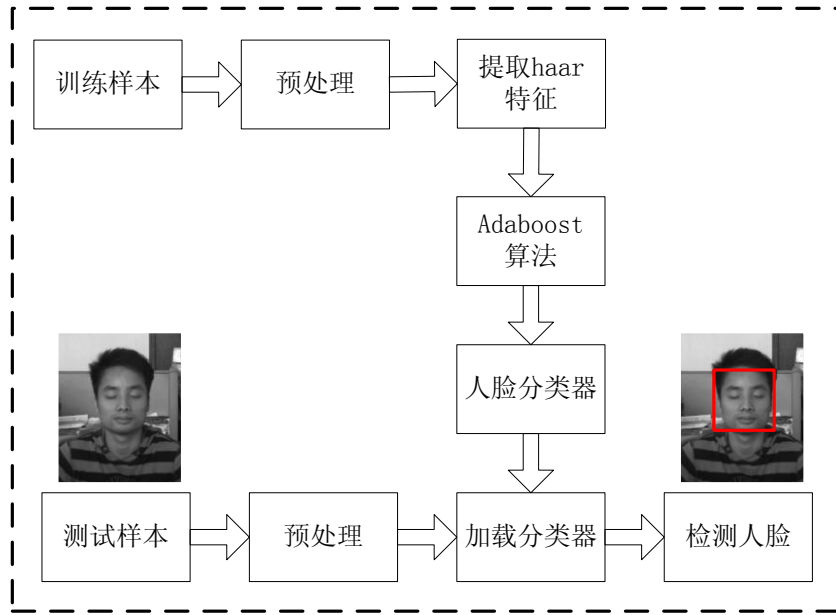 训练样本
预处理
提取haar
特征
Adaboost
算法
人脸分类器
测试样本
预处理
加载分类器
检测人脸